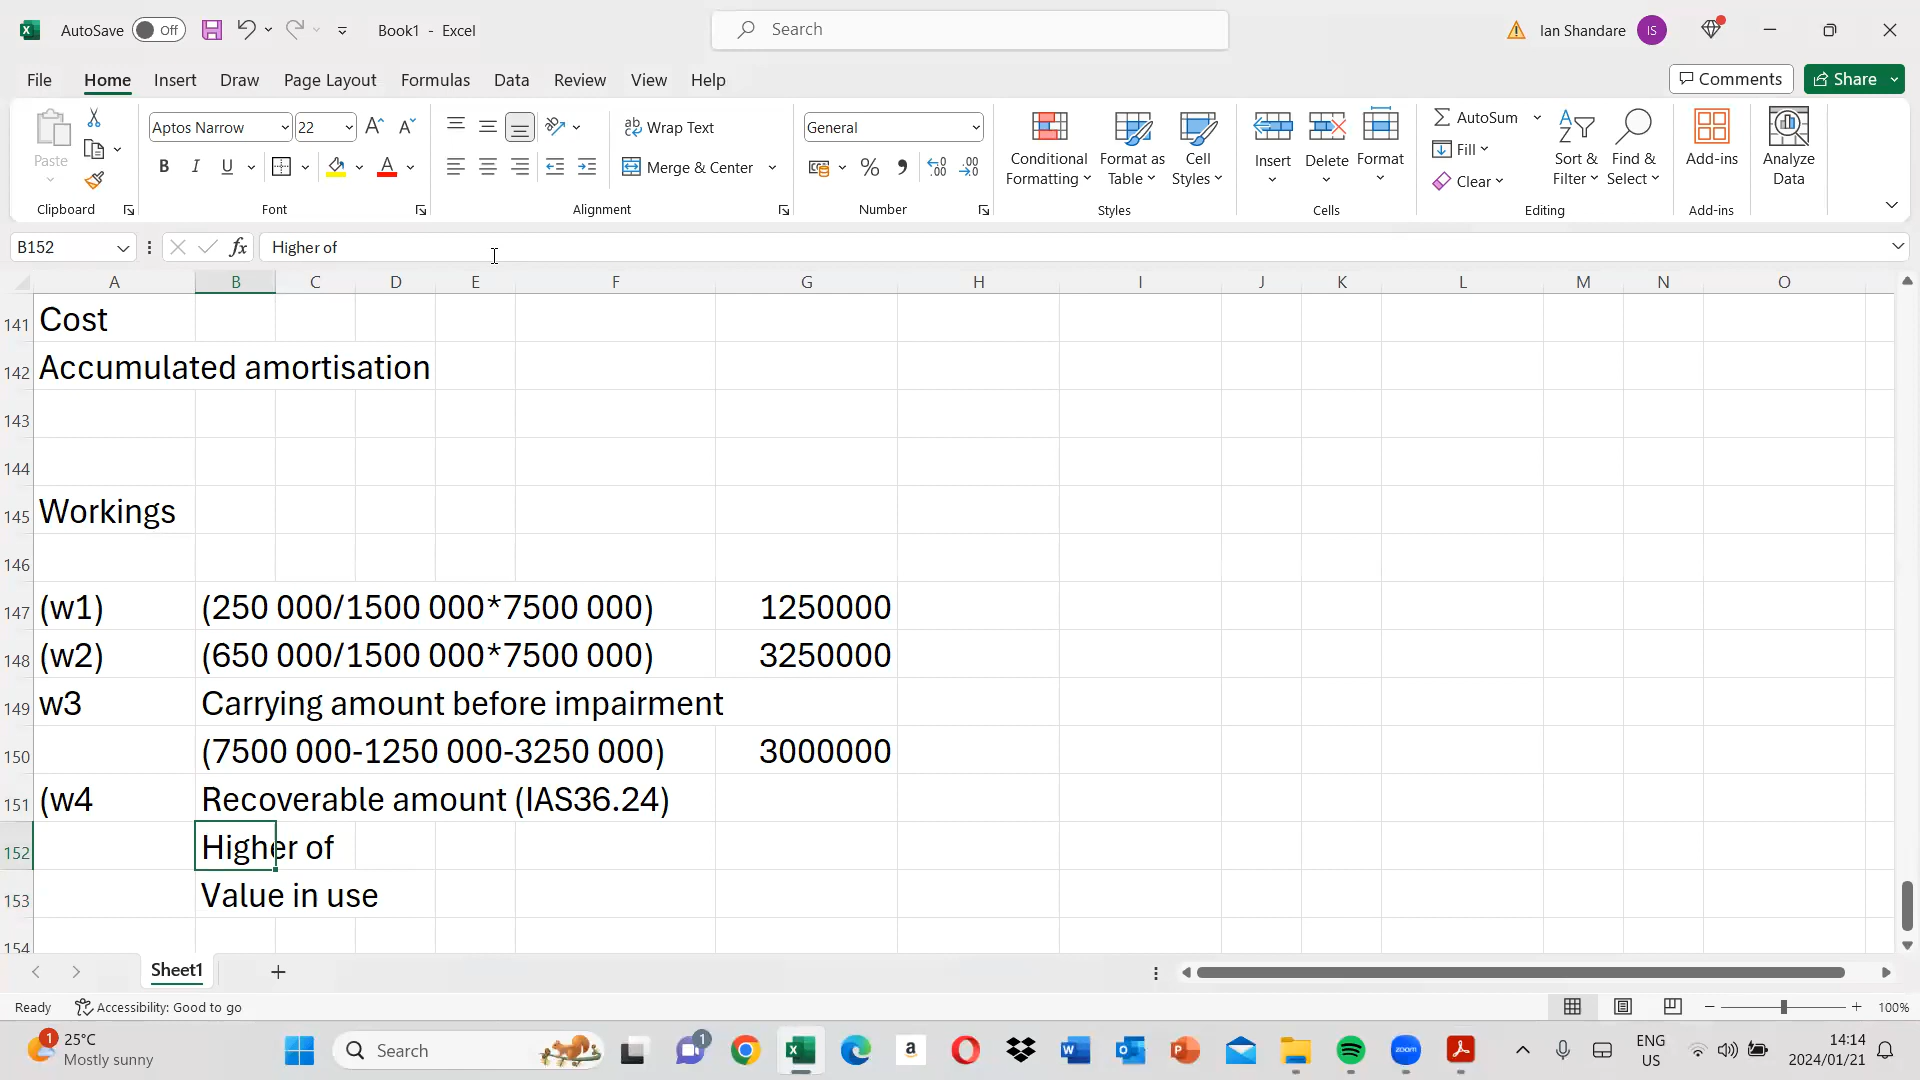 AutoSave Off Book1 - Excel Search Ian Shandare IS
File Home Insert Draw Page Layout Formulas Data Review View Help Comments Share
Paste
Clipboard
Aptos Narrow 22
B I U
Font
Wrap Text
Merge & Center
Alignment
General
Number
Conditional Formatting
Format as Table
Cell Styles
Styles
Insert Delete Format
Cells
AutoSum
Fill
Clear
Sort & Filter
Find & Select
Editing
Add-ins
Add-ins
Analyze Data
B152 fx Higher of
A B C D E F G H I J K L M N O
141 Cost
142 Accumulated amortisation
143
144
145 Workings
146
147 (w1) (250 000/1500 000*7500 000) 1250000
148 (w2) (650 000/1500 000*7500 000) 3250000
149 w3 Carrying amount before impairment
150 (7500 000-1250 000-3250 000) 3000000
151 (w4 Recoverable amount (IAS36.24)
152 Higher of
153 Value in use
154
Sheet1
Ready Accessibility: Good to go 100%
1 25°C
Mostly sunny
Search
1
zoom
ENG
US
14:14
2024/01/21